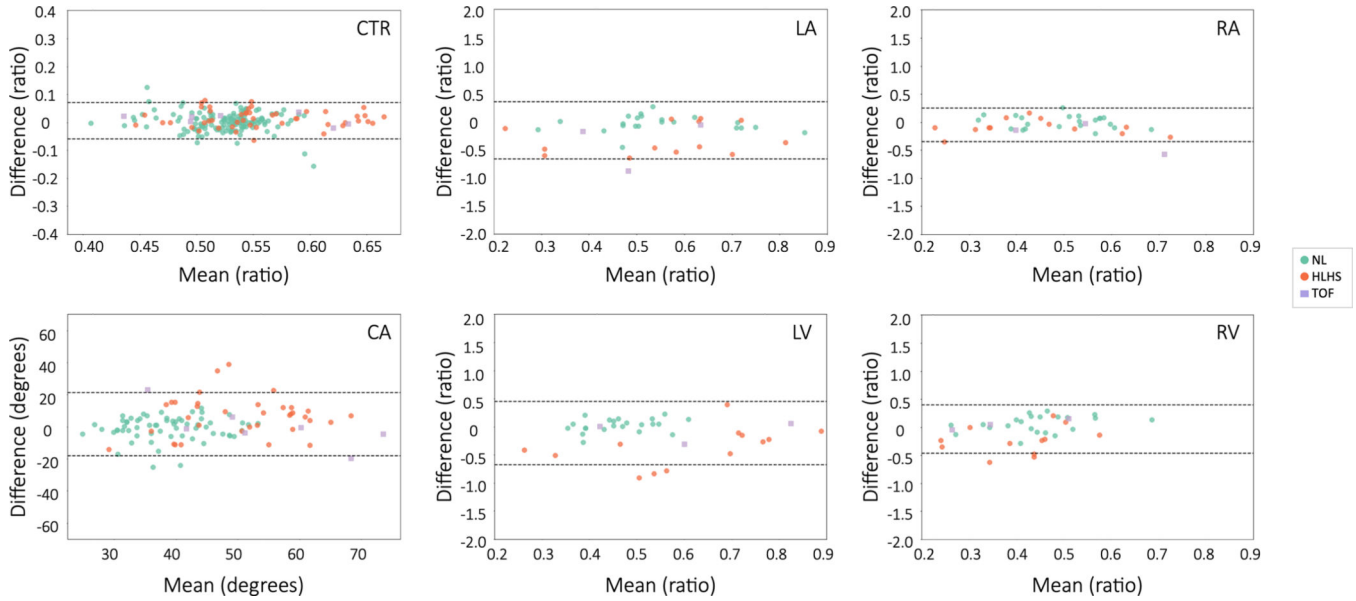 CTR
Difference (ratio)
0.4
0.3
0.2
0.1
0
-0.1
-0.2
-0.3
-0.4
0.40 0.45 0.50 0.55 0.60 0.65
Mean (ratio)
LA
Difference (ratio)
2.0
1.5
1.0
0.5
0
-0.5
-1.0
1.5
-2.0
0.2 0.3 0.4 0.5 0.6 0.7 0.8 0.9
Mean (ratio)
RA
Difference (ratio)
2.0
1.5
1.0
0.5
0
-0.5
-1.0
1.5
-2.0
0.2 0.3 0.4 0.5 0.6 0.7 0.8 0.9
Mean (ratio)
NL
HLHS
TOF
CA
Difference (degrees)
60
40
20
0
-20
-40
-60
30 40 50 60 70
Mean (degrees)
LV
Difference (ratio)
2.0
1.5
1.0
0.5
0
-0.5
-1.0
1.5
-2.0
0.2 0.3 0.4 0.5 0.6 0.7 0.8 0.9
Mean (ratio)
RV
Difference (ratio)
2.0
1.5
1.0
0.5
0
-0.5
-1.0
1.5
-2.0
0.2 0.3 0.4 0.5 0.6 0.7 0.8 0.9
Mean (ratio)